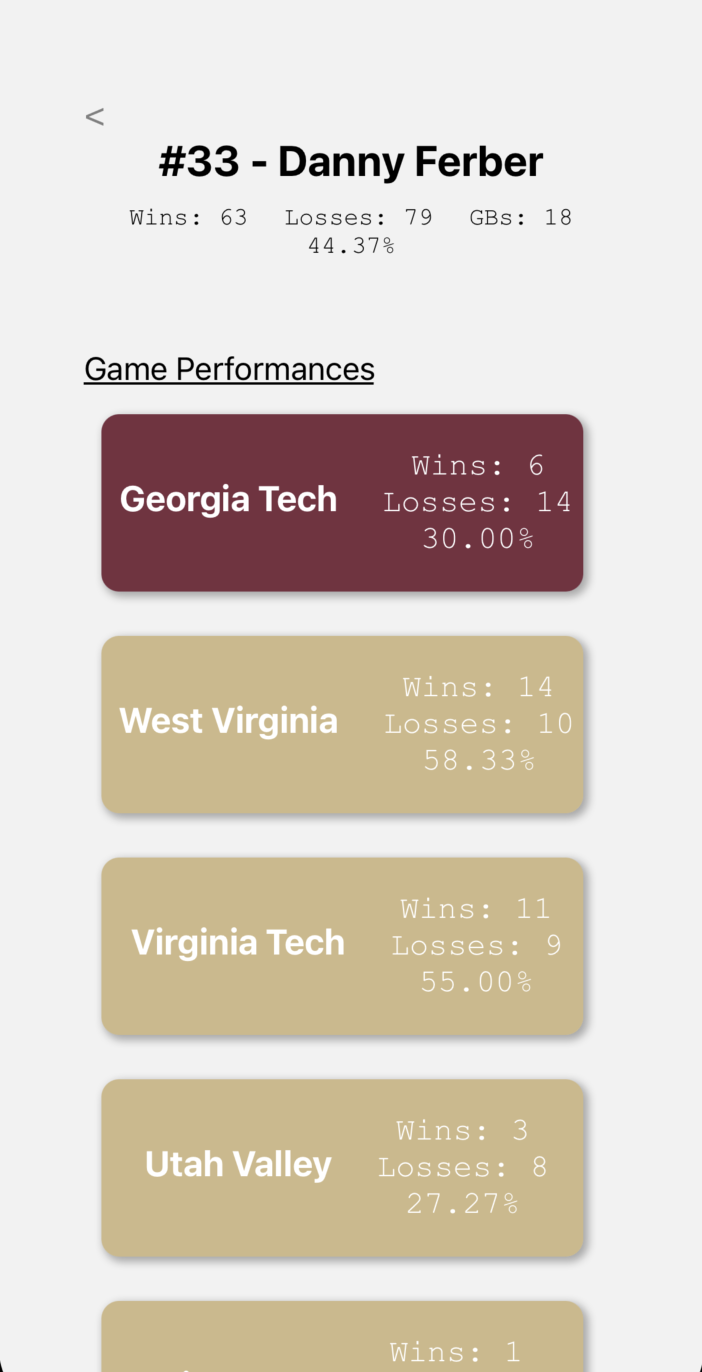 <
#33 - Danny Ferber
Wins: 63 Losses: 79 GBs: 18
44.37%
Game Performances
Georgia Tech
Wins: 6
Losses: 14
30.00%
West Virginia
Wins: 14
Losses: 10
58.33%
Virginia Tech
Wins: 11
Losses: 9
55.00%
Utah Valley
Wins: 3
Losses: 8
27.27%
Wins: 1